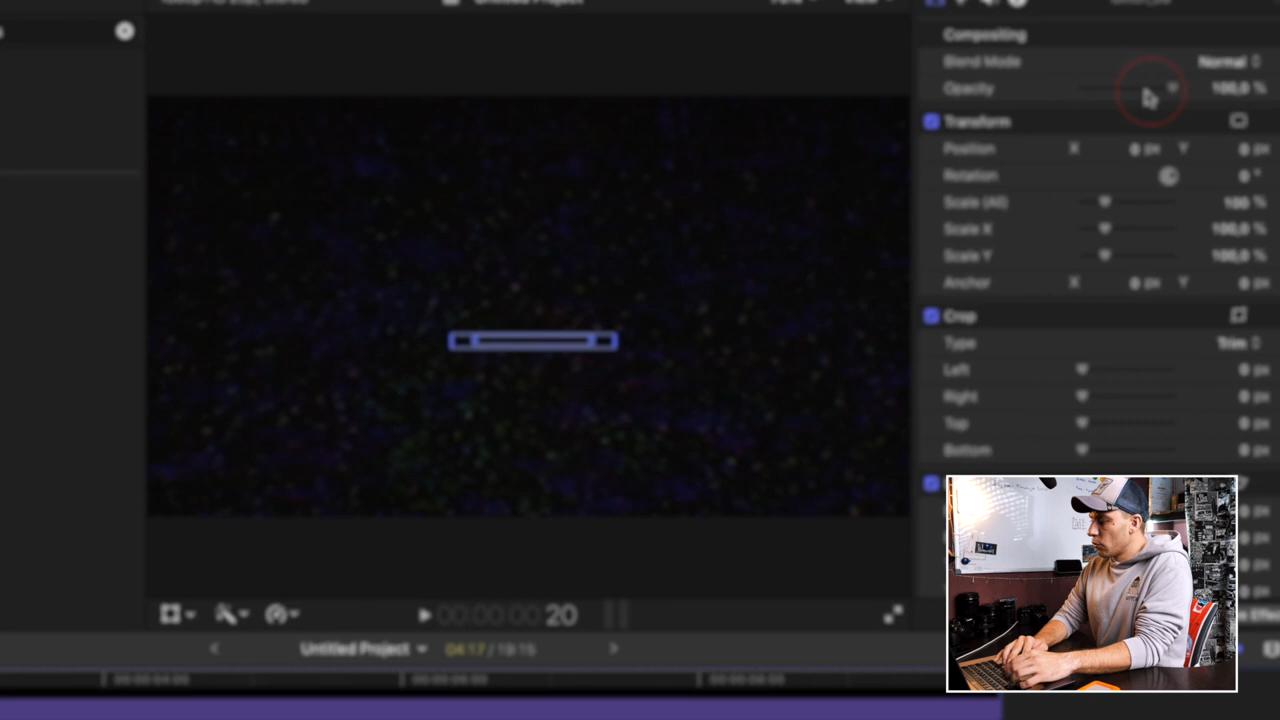 Untitled Project
Compositing
Blend Mode Normal
Opacity 100,0 %
Transform
Position X 0 px Y 0 px
Rotation 0 °
Scale (All) 100 %
Scale X 100,0 %
Scale Y 100,0 %
Anchor X 0 px Y 0 px
Crop
Type Trim
Left 0 px
Right 0 px
Top 0 px
Bottom 0 px
00:00:00:20
Untitled Project 04:17 / 19:15